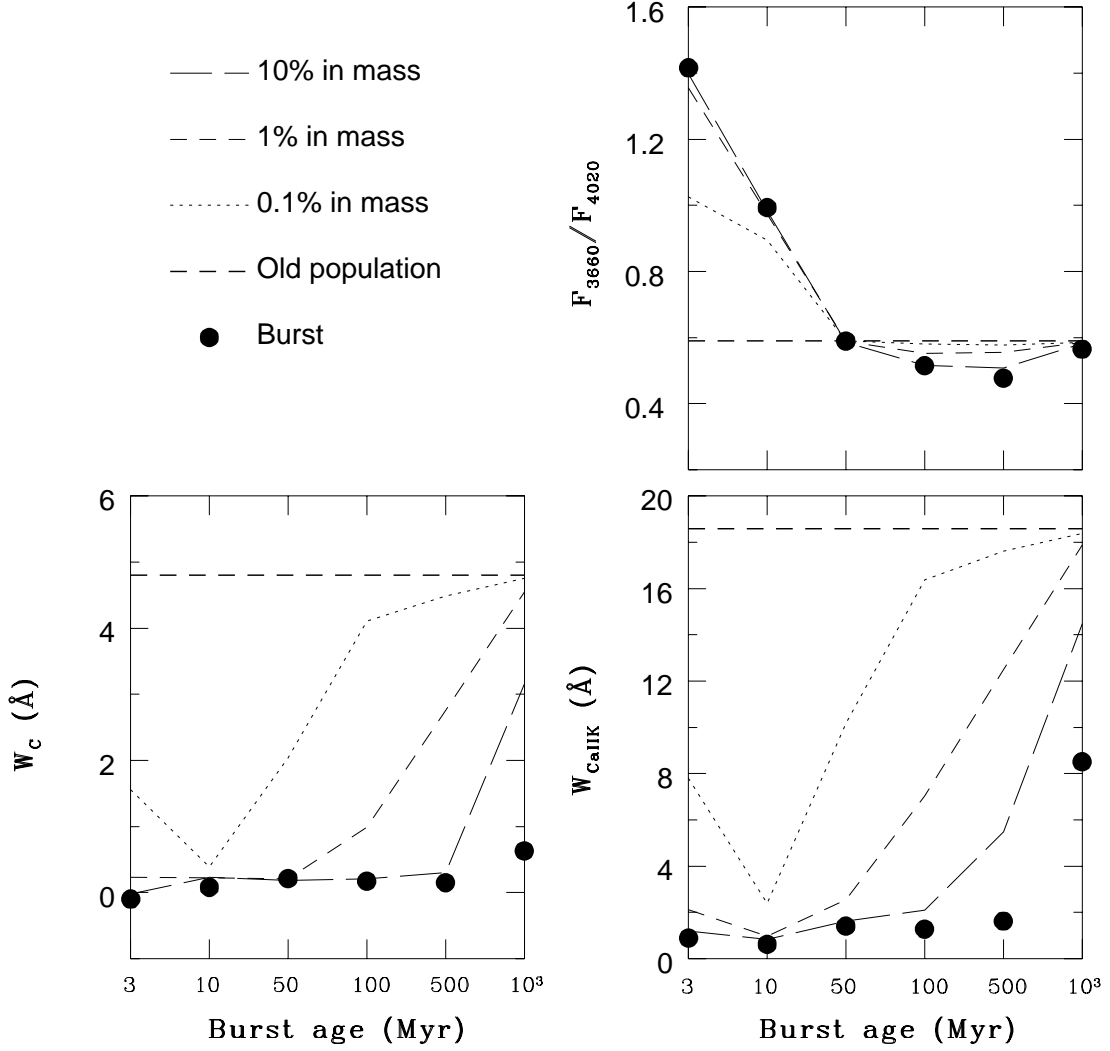 10% in mass
1% in mass
0.1% in mass
Old population
Burst
1.6
1.2
0.8
0.4
F3660/F4020
6
4
2
0
W_C (Å)
3 10 50 100 500 10³
Burst age (Myr)
20
16
12
8
4
0
W_CaIIK (Å)
3 10 50 100 500 10³
Burst age (Myr)